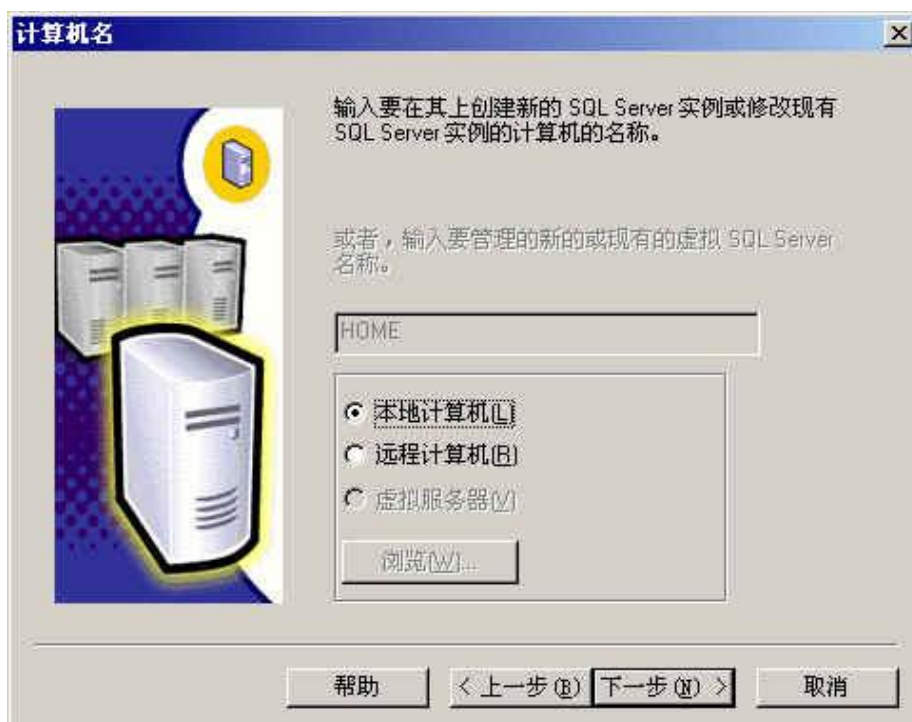 计算机名
输入要在其上创建新的 SQL Server 实例或修改现有
SQL Server 实例的计算机的名称。
或者，输入要管理的新的或现有的虚拟 SQL Server
名称。
HOME
本地计算机(L)
远程计算机(R)
虚拟服务器(V)
浏览(W)...
帮助
< 上一步(B)
下一步(N) >
取消